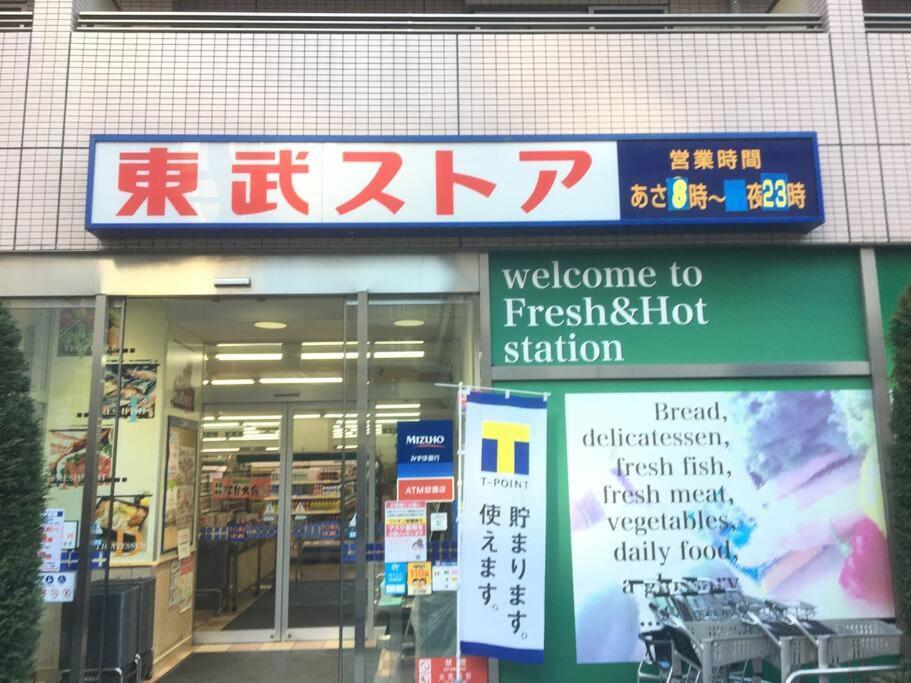 東武ストア
営業時間
あさ8時～夜23時
welcome to
Fresh&Hot
station
Bread,
delicatessen,
fresh fish,
fresh meat,
vegetables,
daily food,
MIZUHO
みずほ銀行
ATM設置店
T-POINT
貯まります。
使えます。